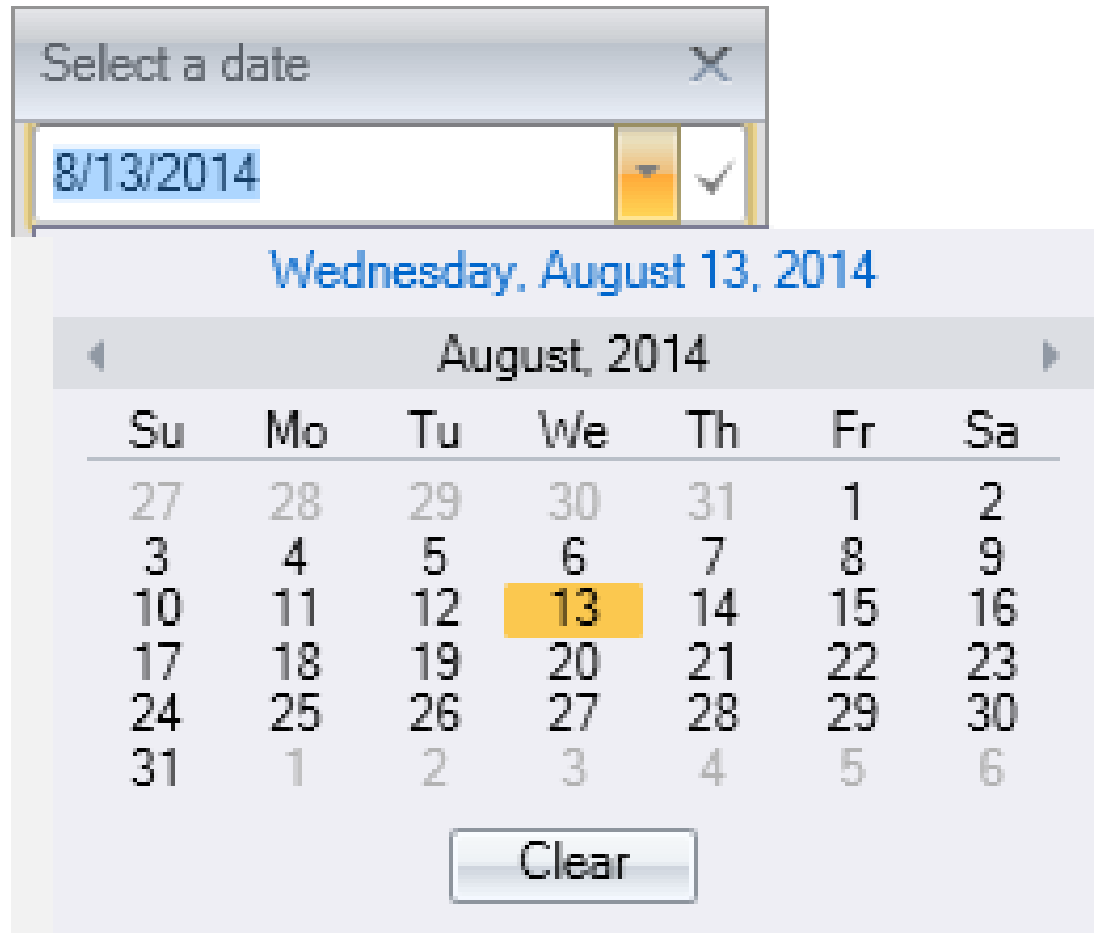 Select a date
8/13/2014
Wednesday, August 13, 2014
August, 2014
Su Mo Tu We Th Fr Sa
27 28 29 30 31 1 2
3 4 5 6 7 8 9
10 11 12 13 14 15 16
17 18 19 20 21 22 23
24 25 26 27 28 29 30
31 1 2 3 4 5 6
Clear